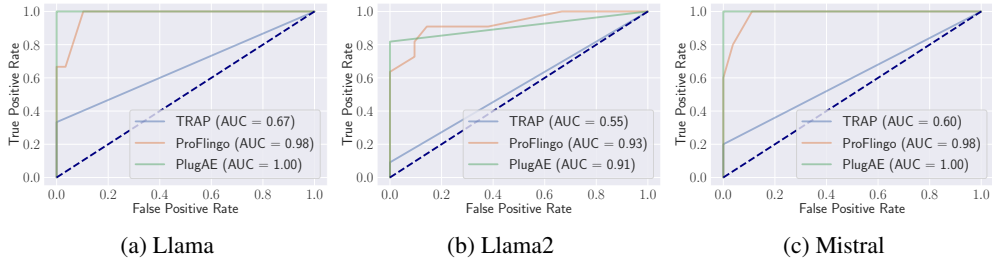 1.0
0.8
0.6
0.4
0.2
0.0
True Positive Rate
TRAP (AUC = 0.67)
ProFlingo (AUC = 0.98)
PlugAE (AUC = 1.00)
0.0 0.2 0.4 0.6 0.8 1.0
False Positive Rate
(a) Llama
1.0
0.8
0.6
0.4
0.2
0.0
True Positive Rate
TRAP (AUC = 0.55)
ProFlingo (AUC = 0.93)
PlugAE (AUC = 0.91)
0.0 0.2 0.4 0.6 0.8 1.0
False Positive Rate
(b) Llama2
1.0
0.8
0.6
0.4
0.2
0.0
True Positive Rate
TRAP (AUC = 0.60)
ProFlingo (AUC = 0.98)
PlugAE (AUC = 1.00)
0.0 0.2 0.4 0.6 0.8 1.0
False Positive Rate
(c) Mistral